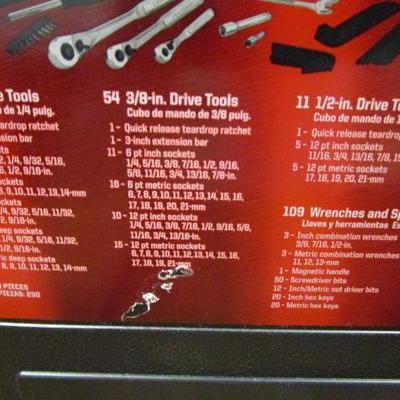 e Tools
o de 1/4 pulg.
eardrop ratchet
nsion bar
ets
2, 1/4, 9/32, 5/16,
6, 9/16-in.
ckets
8, 9, 10, 11, 12, 13, 14-mm
sockets
/4, 9/32, 5/16, 11/32,
2, 9/16-in.
ets
/4, 9/32, 5/16, 11/32,
2, 9/16-in.
ic deep sockets
8, 9, 10, 11, 12, 13, 14-mm
PIECES
PIEZAS: 230
54 3/8-in. Drive Tools
Cubo de mando de 3/8 pulg.
1 - Quick release teardrop ratchet
1 - 3-inch extension bar
11 - 6 pt inch sockets
1/4, 5/16, 3/8, 7/16, 1/2, 9/16,
5/8, 11/16, 3/4, 13/16, 7/8-in.
16 - 6 pt metric sockets
6, 7, 8, 9, 10, 11, 12, 13, 14, 15, 16,
17, 18, 19, 20, 21-mm
10 - 12 pt inch sockets
1/4, 5/16, 3/8, 7/16, 1/2, 9/16, 5/8,
11/16, 3/4, 13/16-in.
15 - 12 pt metric sockets
6, 7, 8, 9, 10, 11, 12, 13, 14, 15, 16,
17, 18, 19, 21-mm
11 1/2-in. Drive T
Cubo de mando de 1
1 - Quick release teardrop
5 - 12 pt inch sockets
11/16, 3/4, 13/16, 7/8, 15
5 - 12 pt metric sockets
17, 18, 19, 20, 21-mm
109 Wrenches and Sp
Llaves y herramientas Es
3 - Inch combination wrenches
3/8, 7/16, 1/2-in.
3 - Metric combination wrenches
11, 12, 13-mm
1 - Magnetic handle
50 - Screwdriver bits
12 - Inch/Metric nut driver bits
20 - Inch hex keys
20 - Metric hex keys